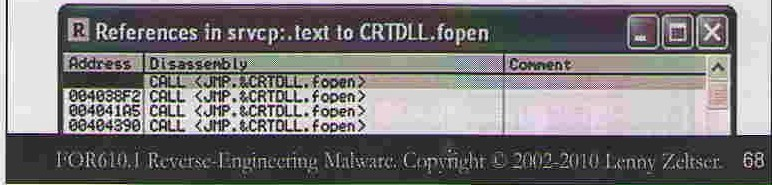 R References in srvcp:.text to CRTDLL.fopen
Address Disassembly Comment
CALL <JMP.&CRTDLL.fopen>
004038F2 CALL <JMP.&CRTDLL.fopen>
004041A5 CALL <JMP.&CRTDLL.fopen>
00404390 CALL <JMP.&CRTDLL.fopen>
FOR610.1 Reverse-Engineering Malware. Copyright © 2002-2010 Lenny Zeltser. 68